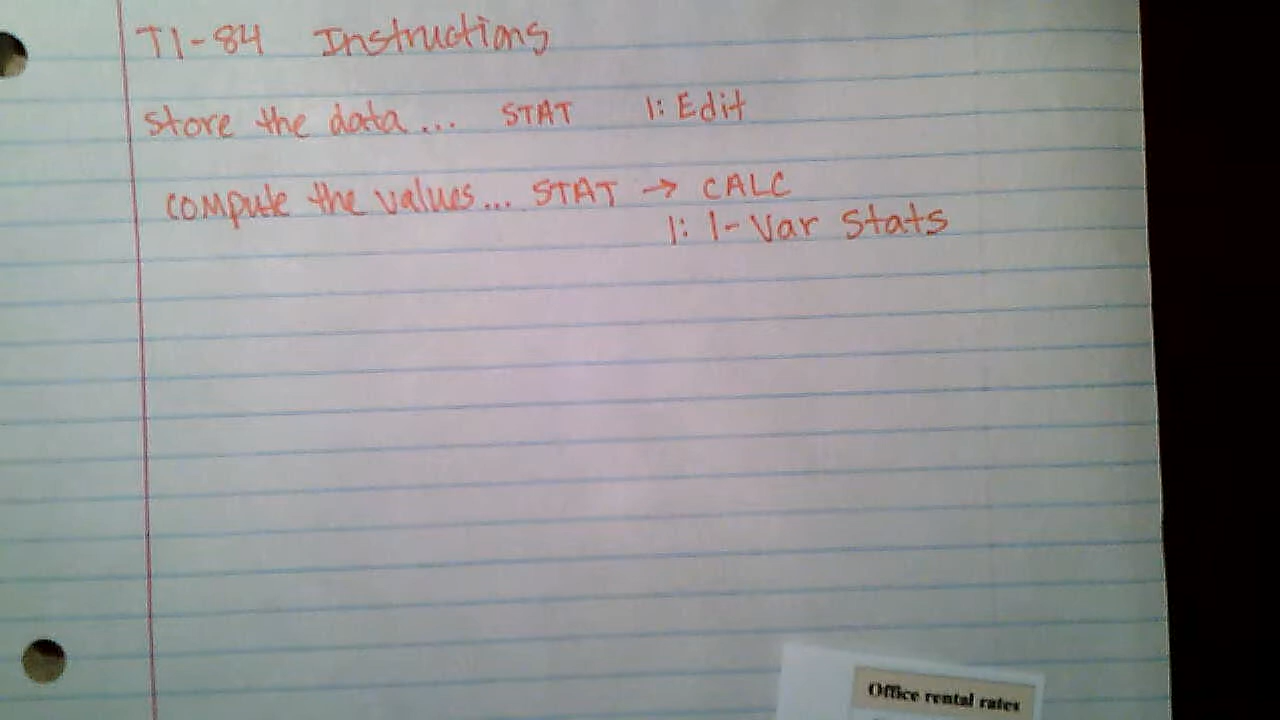 TI-84 Instructions
store the data... STAT 1: Edit
compute the values... STAT → CALC
1: 1-Var Stats
Office rental rates